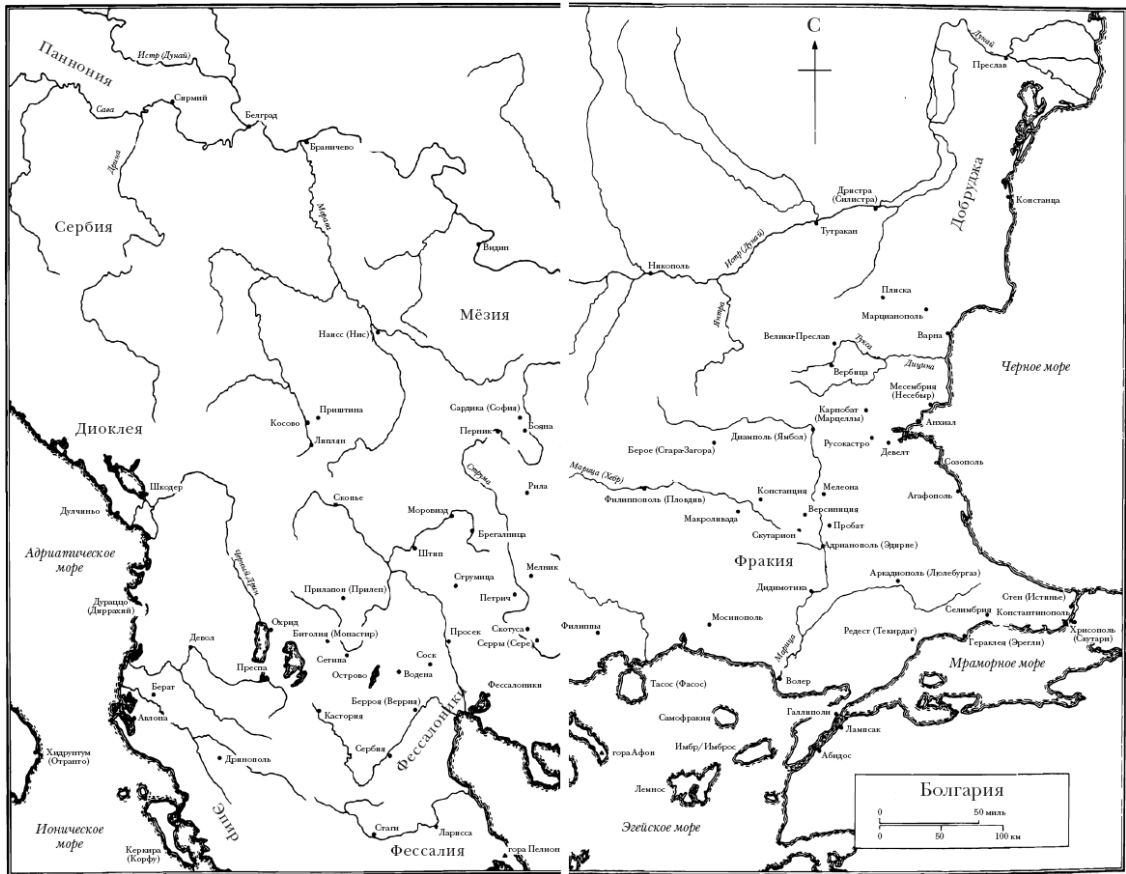 Паннония
Истр (Дунай)
Сирмий
Сава
Белград
Браничево
Дрина
Морава
Сербия
Видин
Мёзия
Наисс (Нис)
Диоклея
Приштина
Косово
Липлян
Сардика (София)
Перник
Бояна
Струма
Рила
Шкодер
Дулчиньо
Скопье
Моровизд
Брегалница
Штип
Адриатическое
море
Черный Дрин
Мелник
Струмица
Петрич
Прилапон (Прилеп)
Дураццо
(Диррахий)
Охрид
Битолия (Монастир)
Просек
Скотуса
Серры (Сере)
Девол
Сетина
Преспа
Острово
Соск
Водена
Берат
Авлона
Берроя (Веррия)
Кастория
Фессалоники
Фессалоники
Сервия
Хидрунтум
(Отранто)
Дринополь
Эпир
Ионическое
море
Керкира
(Корфу)
Стаги
Ларисса
Фессалия
гора Пелион
С
Дунай
Преслав
Добруджа
Констанца
Дристра
(Силистра)
Тутракан
Истр (Дунай)
Никополь
Янтра
Плиска
Марцианополь
Варна
Велики-Преслав
Тикга
Дицина
Вербица
Черное море
Месембрия
(Несебыр)
Карнобат
(Марцеллы)
Анхиал
Диамполь (Ямбол)
Русокастро
Девелт
Берое (Стара-Загора)
Созополь
Марица (Хебр)
Филиппополь (Пловдив)
Констанция
Мелеона
Агафополь
Макроливада
Версиникия
Пробат
Скутарион
Фракия
Адрианополь (Эдирне)
Аркадиополь (Люлебургаз)
Дидимотика
Стен (Истинье)
Селимбрия
Константинополь
Филиппы
Мосинополь
Редест (Текирдаг)
Хрисополь
(Скутари)
Гераклея (Эрегли)
Марица
Мраморное море
Волер
Тасос (Фасос)
Галлиполи
Самофракия
Лампсак
гора Афон
Имбр/Имброс
Абидос
Лемнос
Эгейское море
Болгария
0 50 миль
0 50 100 км